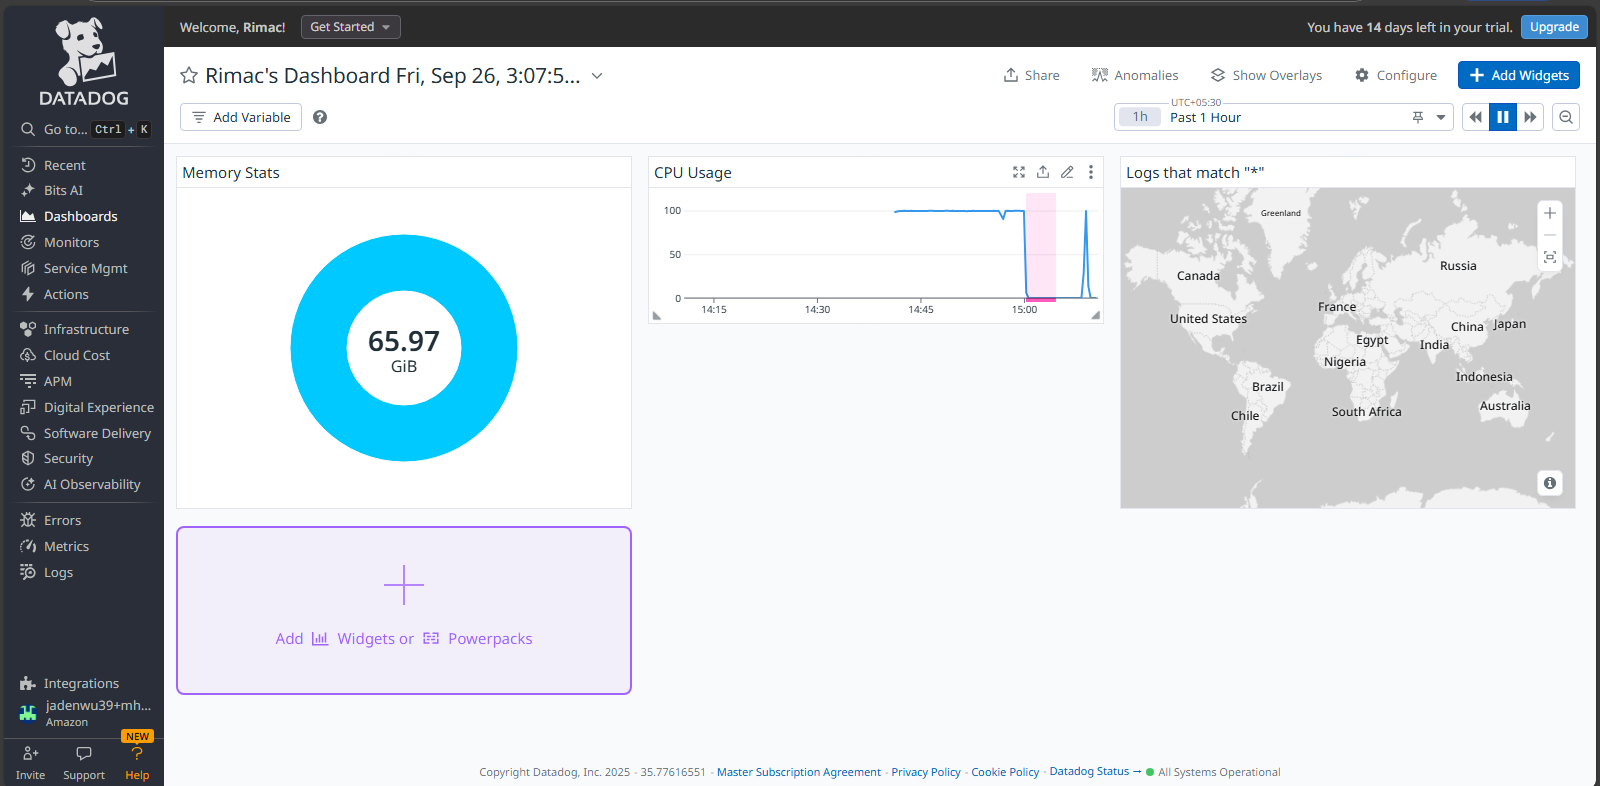 DATADOG
Go to... Ctrl + K
Recent
Bits AI
Dashboards
Monitors
Service Mgmt
Actions
Infrastructure
Cloud Cost
APM
Digital Experience
Software Delivery
Security
AI Observability
Errors
Metrics
Logs
Integrations
jadenwu39+mh...
Amazon
NEW
Invite Support Help
Welcome, Rimac! Get Started
You have 14 days left in your trial. Upgrade
Rimac's Dashboard Fri, Sep 26, 3:07:5...
Share Anomalies Show Overlays Configure Add Widgets
Add Variable ?
UTC+05:30
1h Past 1 Hour
Memory Stats
65.97
GiB
CPU Usage
100
50
0
14:15 14:30 14:45 15:00
Logs that match "*"
Greenland
Russia
Canada
France
United States
Japan
China
Egypt
India
Nigeria
Indonesia
Brazil
Australia
South Africa
Chile
Add Widgets or Powerpacks
Copyright Datadog, Inc. 2025 - 35.77616551 - Master Subscription Agreement - Privacy Policy - Cookie Policy - Datadog Status → All Systems Operational